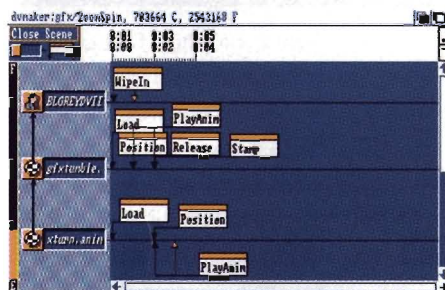 dvmaker:gfx/ZoomSpin, 703664 C, 2543168 F
Close Scene
0:01 0:03 0:05
0:00 0:02 0:04
WipeIn
BLGREYDVII
Load PlayAnim
Position Release Stamp
gfxtumble.
Load Position
xturn.anim
PlayAnim